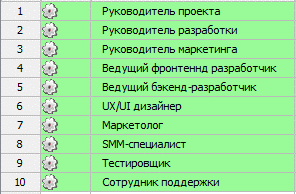 1 Руководитель проекта
2 Руководитель разработки
3 Руководитель маркетинга
4 Ведущий фронтеннд разработчик
5 Ведущий бэкенд-разработчик
6 UX/UI дизайнер
7 Маркетолог
8 SMM-специалист
9 Тестировщик
10 Сотрудник поддержки